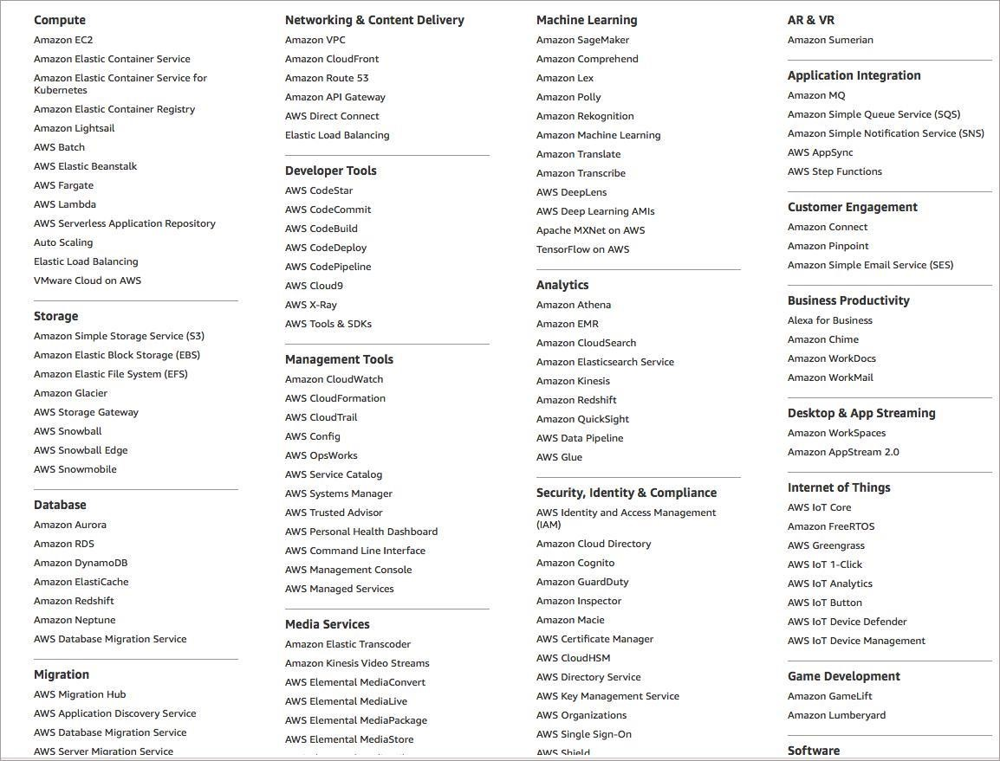 Compute
Amazon EC2
Amazon Elastic Container Service
Amazon Elastic Container Service for
Kubernetes
Amazon Elastic Container Registry
Amazon Lightsail
AWS Batch
AWS Elastic Beanstalk
AWS Fargate
AWS Lambda
AWS Serverless Application Repository
Auto Scaling
Elastic Load Balancing
VMware Cloud on AWS
Storage
Amazon Simple Storage Service (S3)
Amazon Elastic Block Storage (EBS)
Amazon Elastic File System (EFS)
Amazon Glacier
AWS Storage Gateway
AWS Snowball
AWS Snowball Edge
AWS Snowmobile
Database
Amazon Aurora
Amazon RDS
Amazon DynamoDB
Amazon ElastiCache
Amazon Redshift
Amazon Neptune
AWS Database Migration Service
Migration
AWS Migration Hub
AWS Application Discovery Service
AWS Database Migration Service
AWS Server Migration Service
Networking & Content Delivery
Amazon VPC
Amazon CloudFront
Amazon Route 53
Amazon API Gateway
AWS Direct Connect
Elastic Load Balancing
Developer Tools
AWS CodeStar
AWS CodeCommit
AWS CodeBuild
AWS CodeDeploy
AWS CodePipeline
AWS Cloud9
AWS X-Ray
AWS Tools & SDKs
Management Tools
Amazon CloudWatch
AWS CloudFormation
AWS CloudTrail
AWS Config
AWS OpsWorks
AWS Service Catalog
AWS Systems Manager
AWS Trusted Advisor
AWS Personal Health Dashboard
AWS Command Line Interface
AWS Management Console
AWS Managed Services
Media Services
Amazon Elastic Transcoder
Amazon Kinesis Video Streams
AWS Elemental MediaConvert
AWS Elemental MediaLive
AWS Elemental MediaPackage
AWS Elemental MediaStore
Machine Learning
Amazon SageMaker
Amazon Comprehend
Amazon Lex
Amazon Polly
Amazon Rekognition
Amazon Machine Learning
Amazon Translate
Amazon Transcribe
AWS DeepLens
AWS Deep Learning AMIs
Apache MXNet on AWS
TensorFlow on AWS
Analytics
Amazon Athena
Amazon EMR
Amazon CloudSearch
Amazon Elasticsearch Service
Amazon Kinesis
Amazon Redshift
Amazon QuickSight
AWS Data Pipeline
AWS Glue
Security, Identity & Compliance
AWS Identity and Access Management
(IAM)
Amazon Cloud Directory
Amazon Cognito
Amazon GuardDuty
Amazon Inspector
Amazon Macie
AWS Certificate Manager
AWS CloudHSM
AWS Directory Service
AWS Key Management Service
AWS Organizations
AWS Single Sign-On
AWS Shield
AR & VR
Amazon Sumerian
Application Integration
Amazon MQ
Amazon Simple Queue Service (SQS)
Amazon Simple Notification Service (SNS)
AWS AppSync
AWS Step Functions
Customer Engagement
Amazon Connect
Amazon Pinpoint
Amazon Simple Email Service (SES)
Business Productivity
Alexa for Business
Amazon Chime
Amazon WorkDocs
Amazon WorkMail
Desktop & App Streaming
Amazon WorkSpaces
Amazon AppStream 2.0
Internet of Things
AWS IoT Core
Amazon FreeRTOS
AWS Greengrass
AWS IoT 1-Click
AWS IoT Analytics
AWS IoT Button
AWS IoT Device Defender
AWS IoT Device Management
Game Development
Amazon GameLift
Amazon Lumberyard
Software